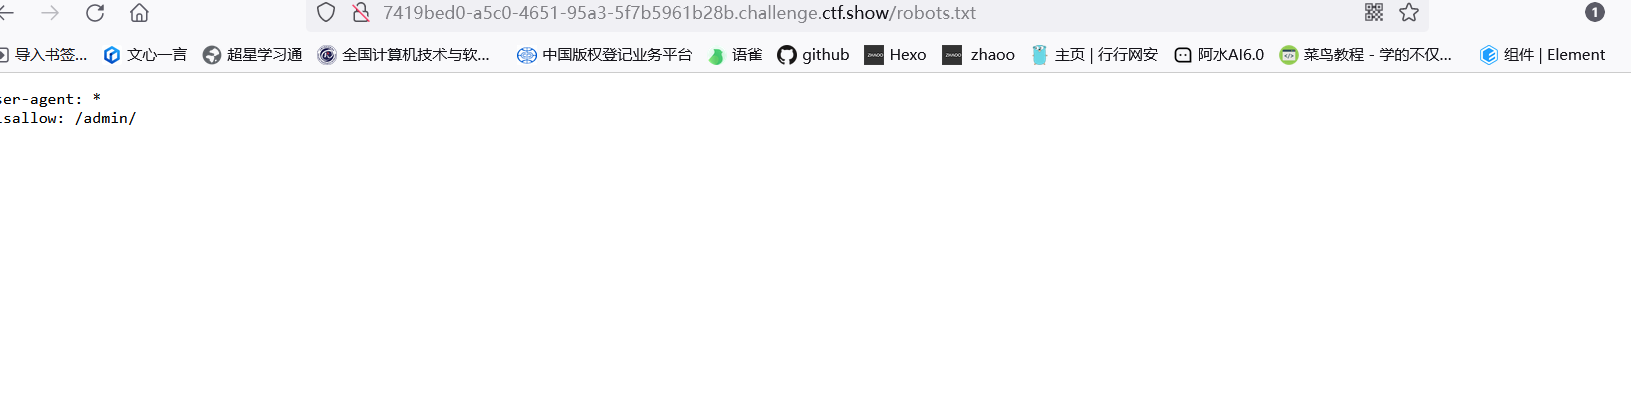 7419bed0-a5c0-4651-95a3-5f7b5961b28b.challenge.ctf.show/robots.txt
1
导入书签... 文心一言 超星学习通 全国计算机技术与软... 中国版权登记业务平台 语雀 github ZHAOO Hexo ZHAOO zhaoo 主页 | 行行网安 阿水AI6.0 菜鸟教程 - 学的不仅... 组件 | Element
ser-agent: *
sallow: /admin/